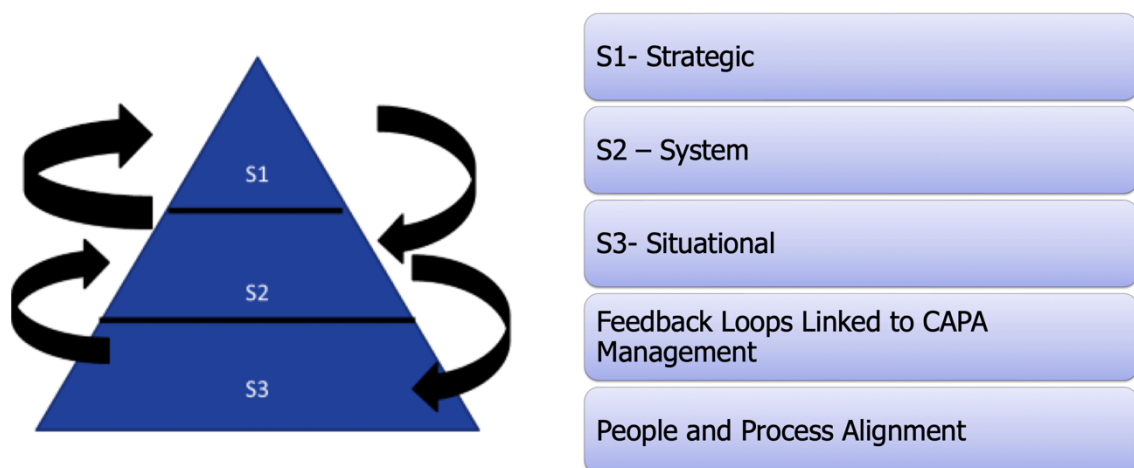 S1
S2
S3
S1- Strategic
S2 – System
S3- Situational
Feedback Loops Linked to CAPA
Management
People and Process Alignment